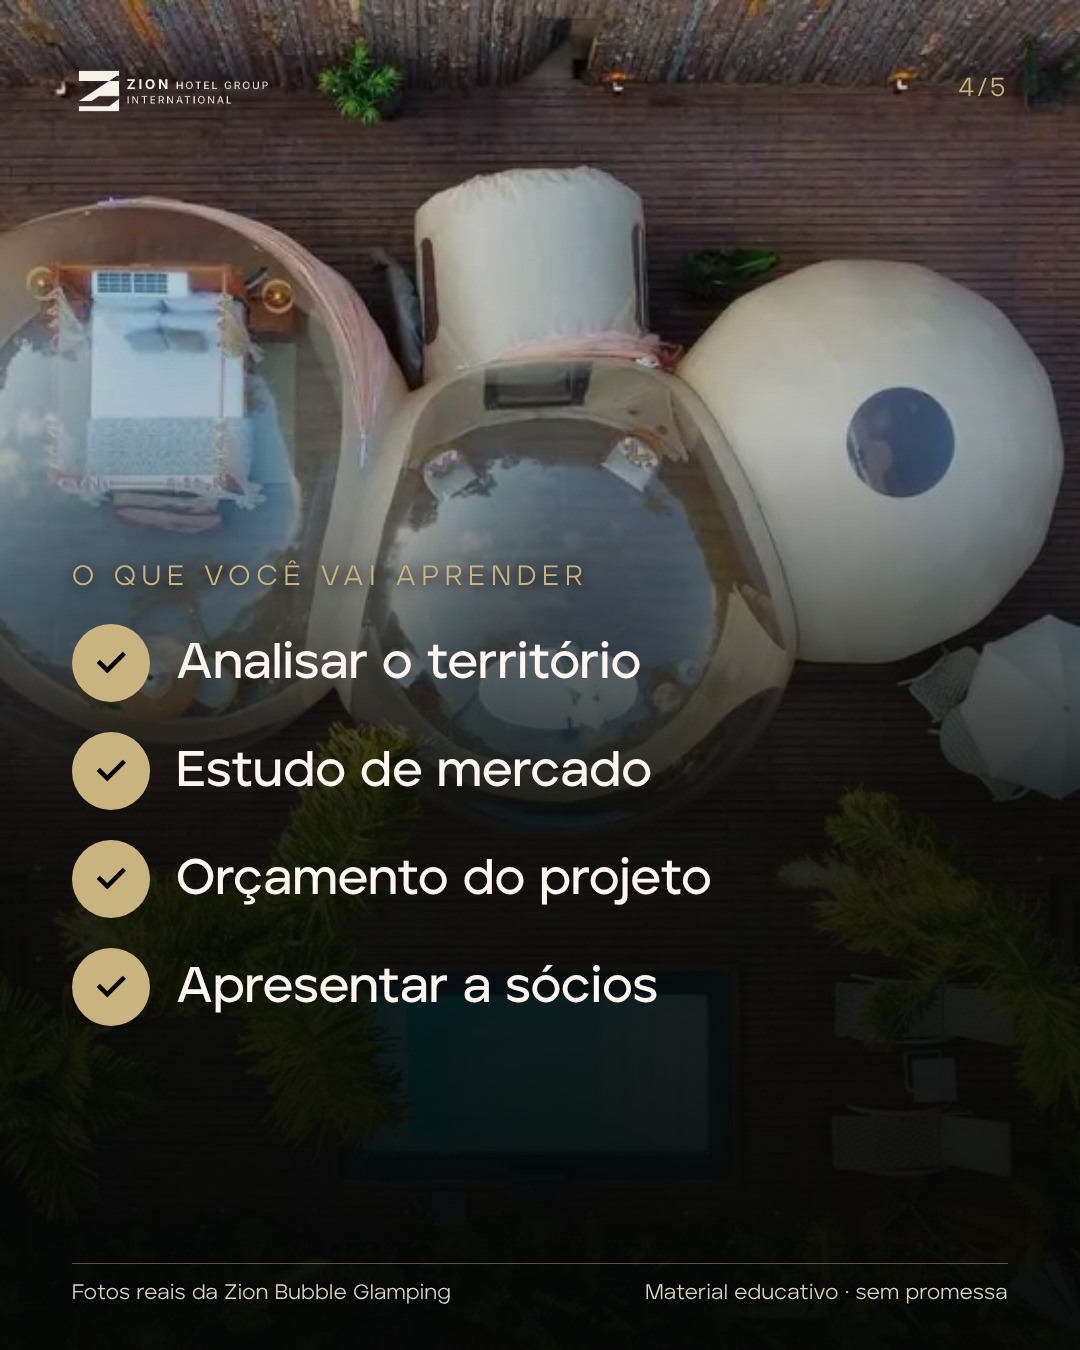 ZION HOTEL GROUP
INTERNATIONAL
4/5
O QUE VOCÊ VAI APRENDER
Analisar o território
Estudo de mercado
Orçamento do projeto
Apresentar a sócios
Fotos reais da Zion Bubble Glamping
Material educativo · sem promessa